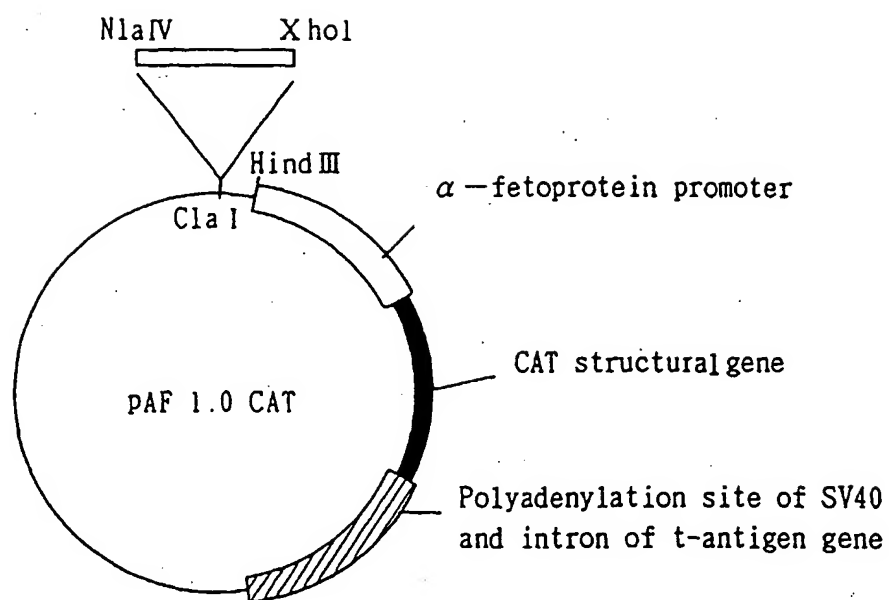 NlaⅣ XhoI
HindⅢ
ClaI
α-fetoprotein promoter
CAT structural gene
pAF 1.0 CAT
Polyadenylation site of SV40
and intron of t-antigen gene